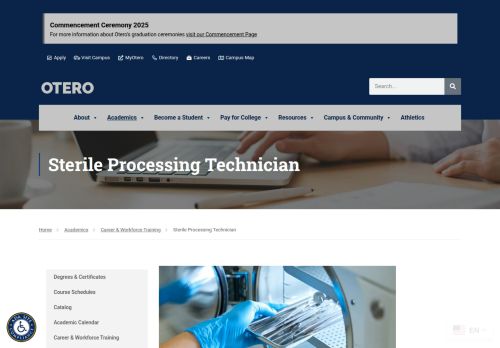 Commencement Ceremony 2025
For more information about Otero's graduation ceremonies visit our Commencement Page
Apply Visit Campus MyOtero Directory Careers Campus Map
OTERO
Search...
About Academics Become a Student Pay for College Resources Campus & Community Athletics
Sterile Processing Technician
Home Academics Career & Workforce Training Sterile Processing Technician
Degrees & Certificates
Course Schedules
Catalog
Academic Calendar
Career & Workforce Training
EN